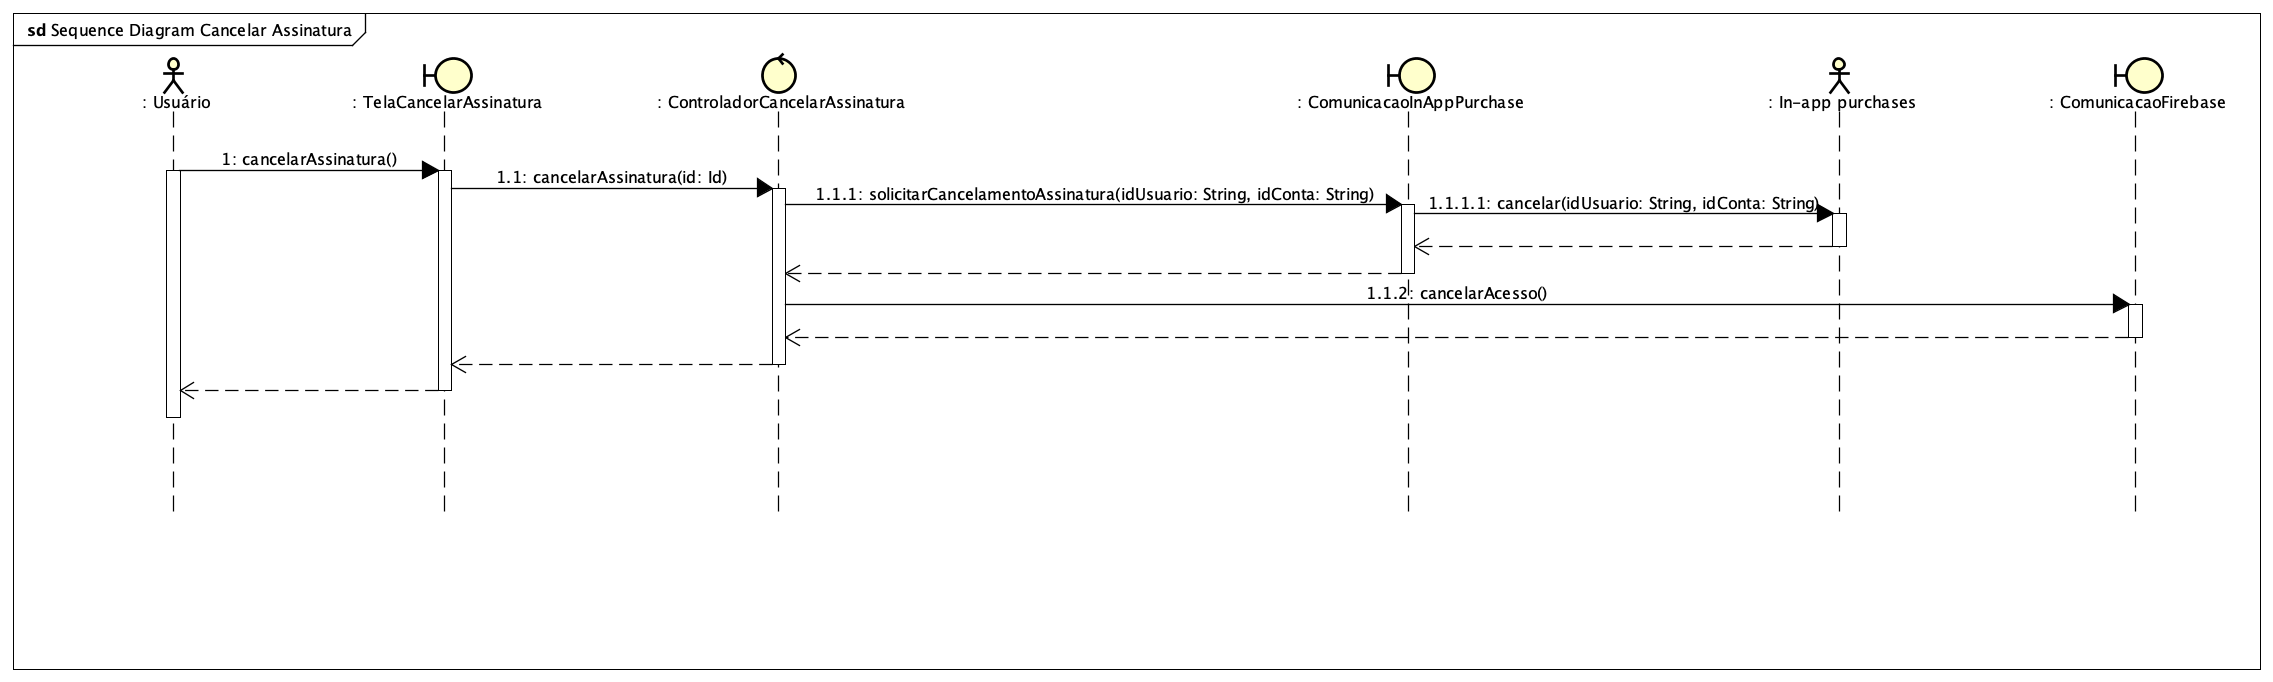 sd Sequence Diagram Cancelar Assinatura
: Usuário
: TelaCancelarAssinatura
: ControladorCancelarAssinatura
: ComunicacaoInAppPurchase
: In-app purchases
: ComunicacaoFirebase
1: cancelarAssinatura()
1.1: cancelarAssinatura(id: Id)
1.1.1: solicitarCancelamentoAssinatura(idUsuario: String, idConta: String)
1.1.1.1: cancelar(idUsuario: String, idConta: String)
1.1.2: cancelarAcesso()